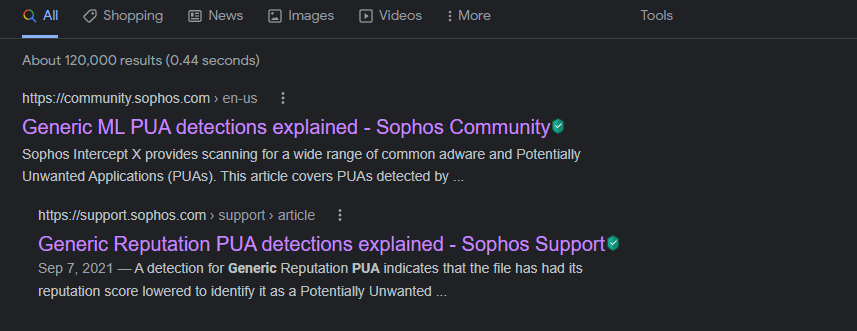 All Shopping News Images Videos More Tools
About 120,000 results (0.44 seconds)
https://community.sophos.com › en-us
Generic ML PUA detections explained - Sophos Community
Sophos Intercept X provides scanning for a wide range of common adware and Potentially
Unwanted Applications (PUAs). This article covers PUAs detected by ...
https://support.sophos.com › support › article
Generic Reputation PUA detections explained - Sophos Support
Sep 7, 2021 — A detection for Generic Reputation PUA indicates that the file has had its
reputation score lowered to identify it as a Potentially Unwanted ...